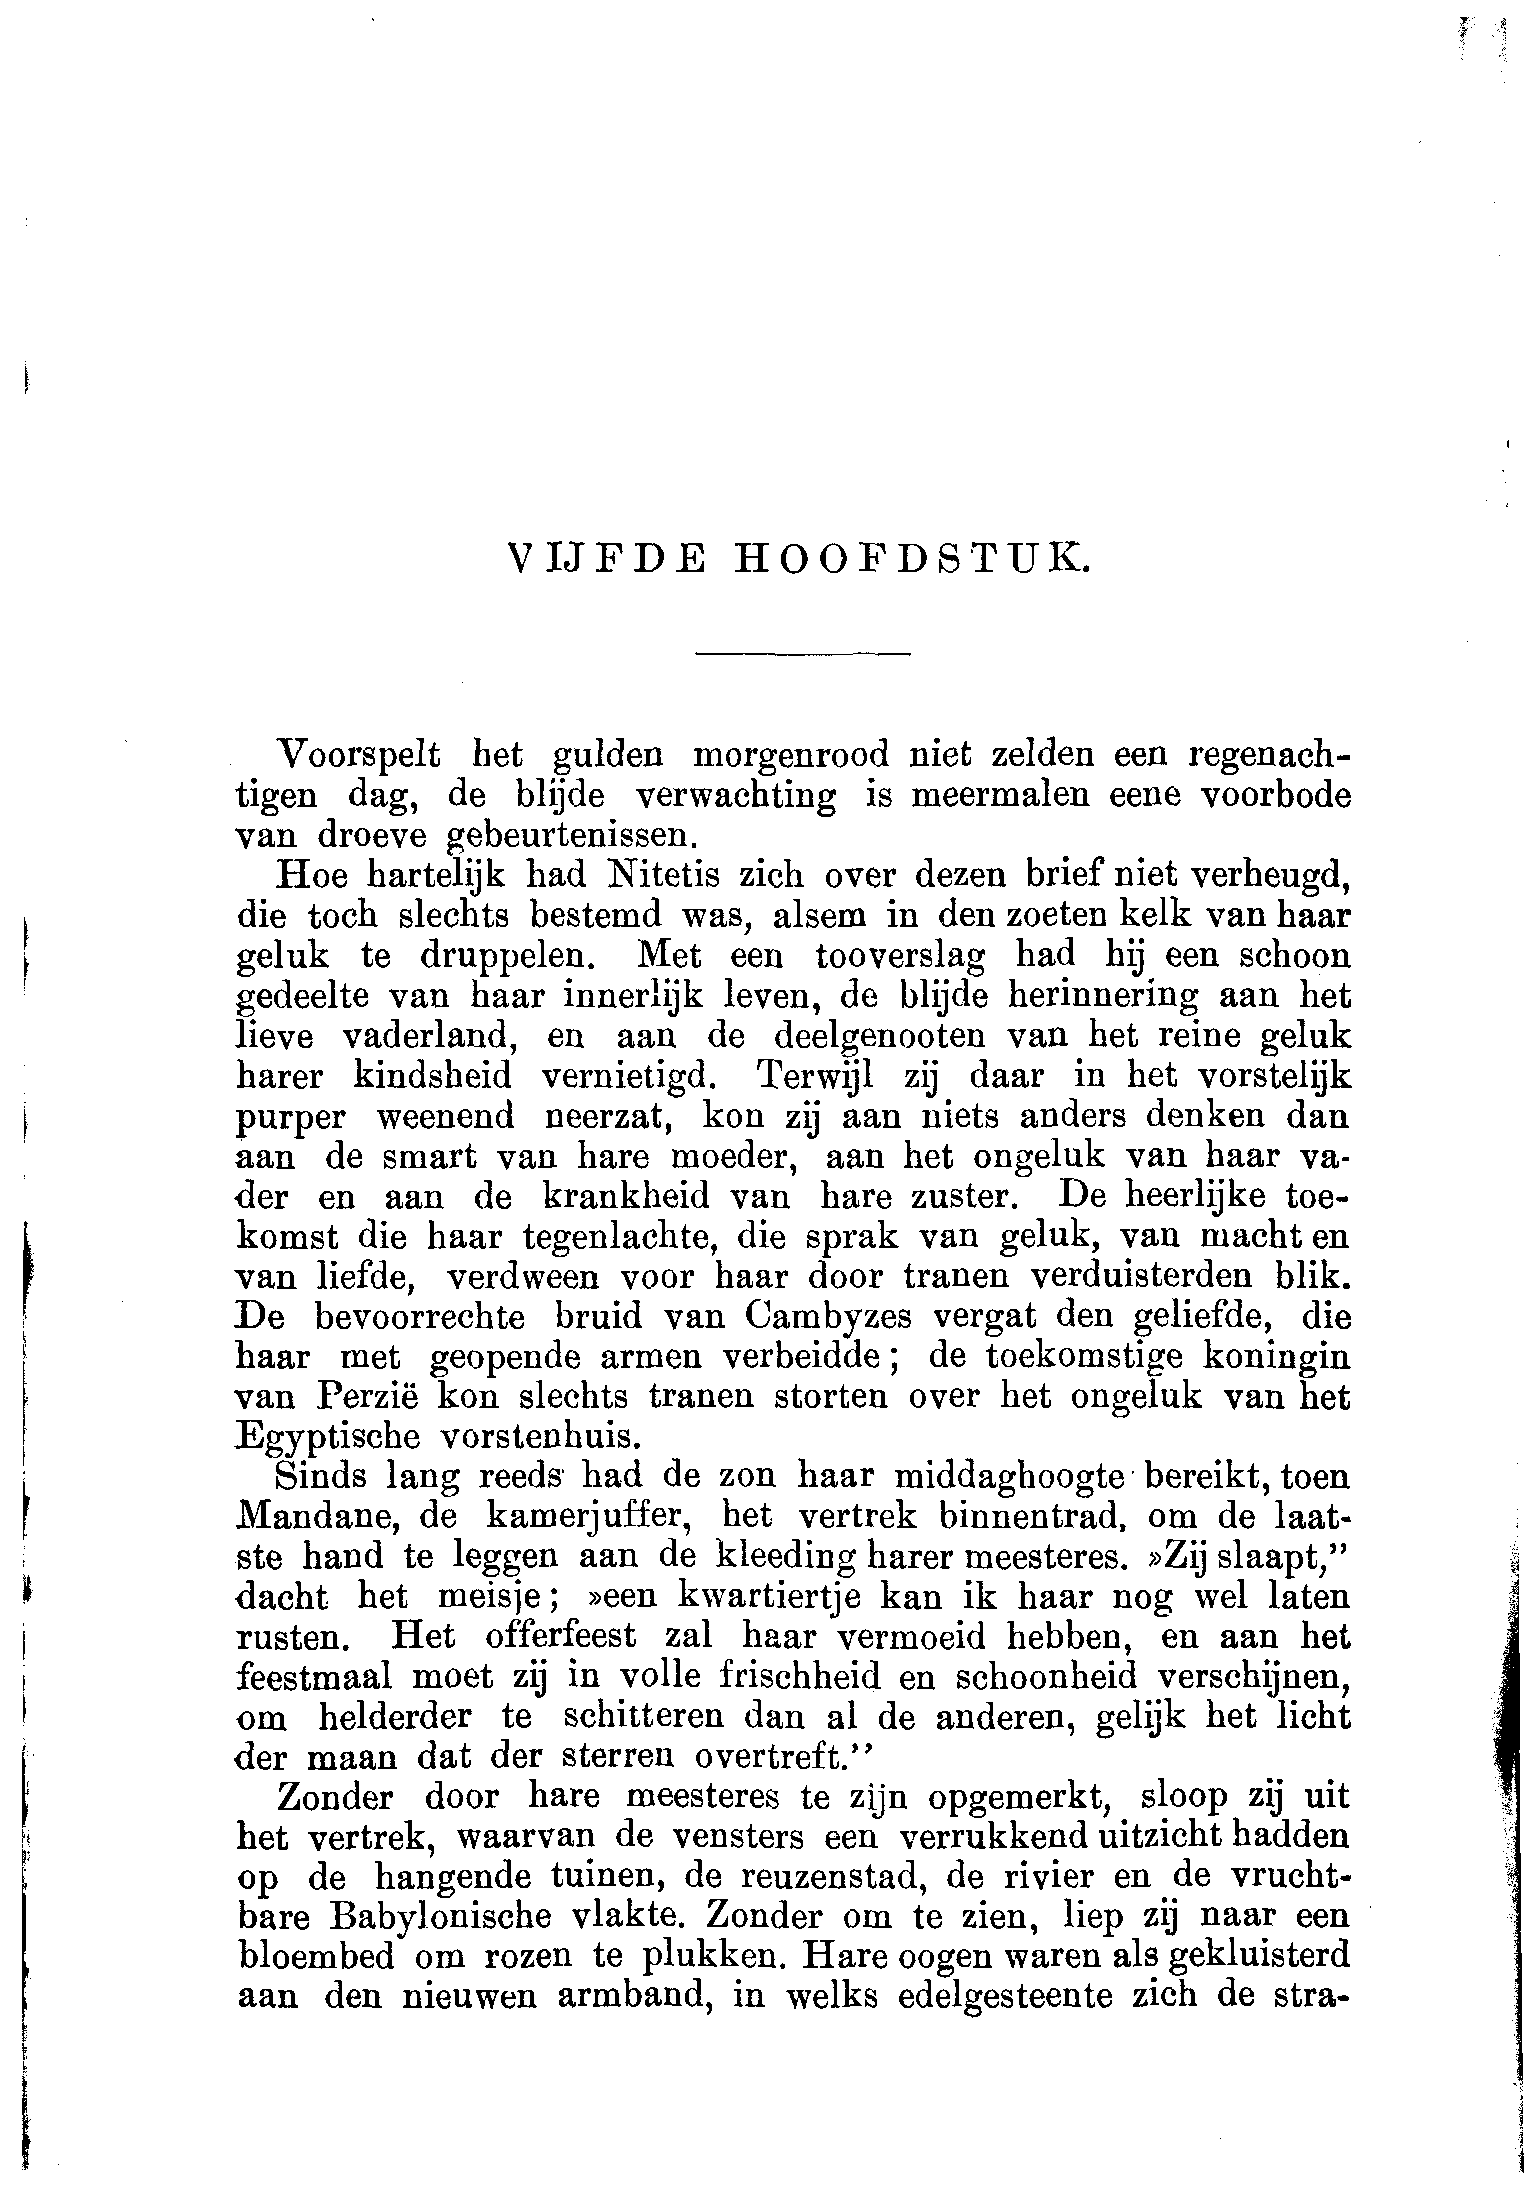 VIJFDE HOOFDSTUK.
Voorspelt het gulden morgenrood niet zelden een regenach-
tigen dag, de blijde verwachting is meermalen eene voorbode
van droeve gebeurtenissen.
Hoe hartelijk had Nitetis zich over dezen brief niet verheugd,
die toch slechts bestemd was, alsem in den zoeten kelk van haar
geluk te druppelen. Met een tooverslag had hij een schoon
gedeelte van haar innerlijk leven, de blijde herinnering aan het
lieve vaderland, en aan de deelgenooten van het reine geluk
harer kindsheid vernietigd. Terwijl zij daar in het vorstelijk
purper weenend neerzat, kon zij aan niets anders denken dan
aan de smart van hare moeder, aan het ongeluk van haar va-
der en aan de krankheid van hare zuster. De heerlijke toe-
komst die haar tegenlachte, die sprak van geluk, van macht en
van liefde, verdween voor haar door tranen verduisterden blik.
De bevoorrechte bruid van Cambyzes vergat den geliefde, die
haar met geopende armen verbeidde; de toekomstige koningin
van Perzië kon slechts tranen storten over het ongeluk van het
Egyptische vorstenhuis.
Sinds lang reeds had de zon haar middaghoogte bereikt, toen
Mandane, de kamerjuffer, het vertrek binnentrad, om de laat-
ste hand te leggen aan de kleeding harer meesteres. »Zij slaapt,”
dacht het meisje; »een kwartiertje kan ik haar nog wel laten
rusten. Het offerfeest zal haar vermoeid hebben, en aan het
feestmaal moet zij in volle frischheid en schoonheid verschijnen,
om helderder te schitteren dan al de anderen, gelijk het licht
der maan dat der sterren overtreft.”
Zonder door hare meesteres te zijn opgemerkt, sloop zij uit
het vertrek, waarvan de vensters een verrukkend uitzicht hadden
op de hangende tuinen, de reuzenstad, de rivier en de vrucht-
bare Babylonische vlakte. Zonder om te zien, liep zij naar een
bloembed om rozen te plukken. Hare oogen waren als gekluisterd
aan den nieuwen armband, in welks edelgesteente zich de stra-